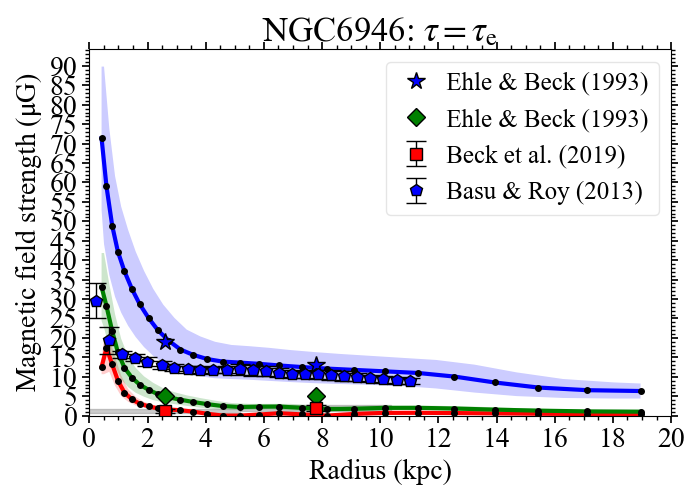 NGC6946: τ = τe
Magnetic field strength (μG)
90
85
80
75
70
65
60
55
50
45
40
35
30
25
20
15
10
5
0
Ehle & Beck (1993)
Ehle & Beck (1993)
Beck et al. (2019)
Basu & Roy (2013)
0 2 4 6 8 10 12 14 16 18 20
Radius (kpc)